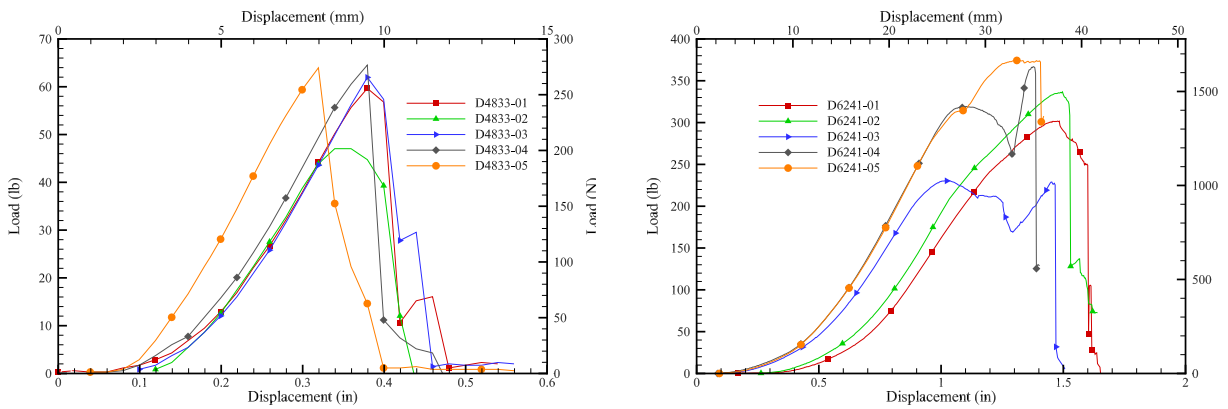 Displacement (mm)
0 5 10 15
70 300
60 250
50 200
40 150
30 100
20 50
10 0
0
Load (lb)
Load (N)
D4833-01
D4833-02
D4833-03
D4833-04
D4833-05
0 0.1 0.2 0.3 0.4 0.5 0.6
Displacement (in)
Displacement (mm)
0 10 20 30 40 50
400
350 1500
300
250 1000
200
150 500
100
50
0 0
Load (lb)
D6241-01
D6241-02
D6241-03
D6241-04
D6241-05
0.5 1 1.5 2
Displacement (in)